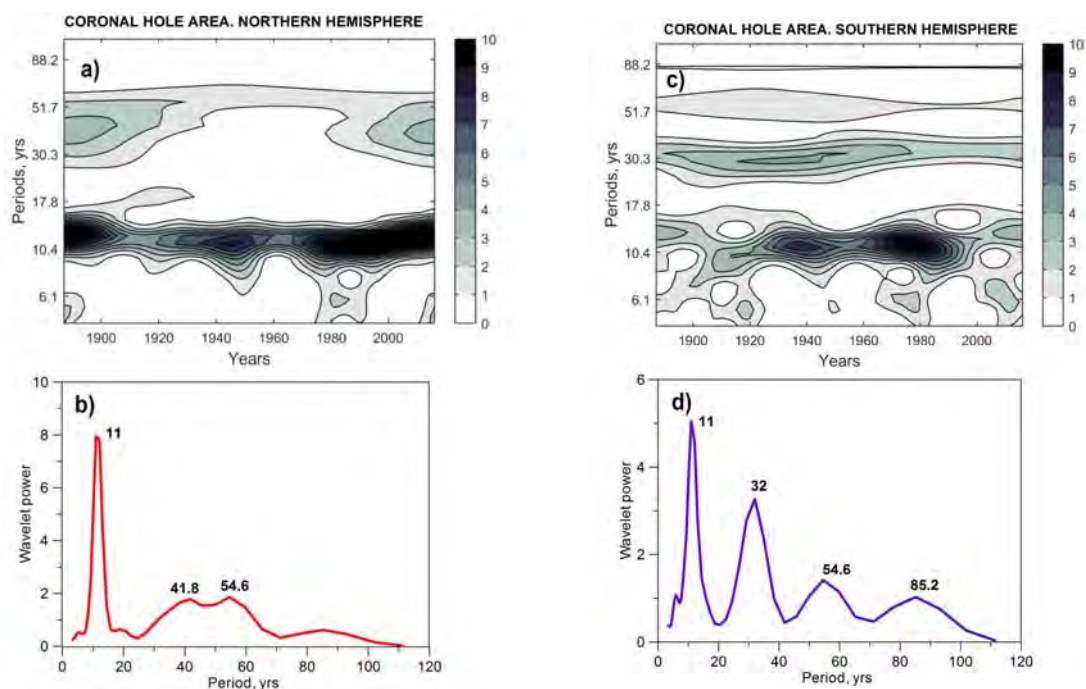 CORONAL HOLE AREA. NORTHERN HEMISPHERE
a)
Periods, yrs
88.2
51.7
30.3
17.8
10.4
6.1
1900 1920 1940 1960 1980 2000
Years
10
9
8
7
6
5
4
3
2
1
0
CORONAL HOLE AREA. SOUTHERN HEMISPHERE
c)
Periods, yrs
88.2
51.7
30.3
17.8
10.4
6.1
1900 1920 1940 1960 1980 2000
Years
10
9
8
7
6
5
4
3
2
1
0
b)
Wavelet power
10
8
6
4
2
0
11
41.8
54.6
0 20 40 60 80 100 120
Period, yrs
d)
Wavelet power
6
4
2
0
11
32
54.6
85.2
0 20 40 60 80 100 120
Period, yrs